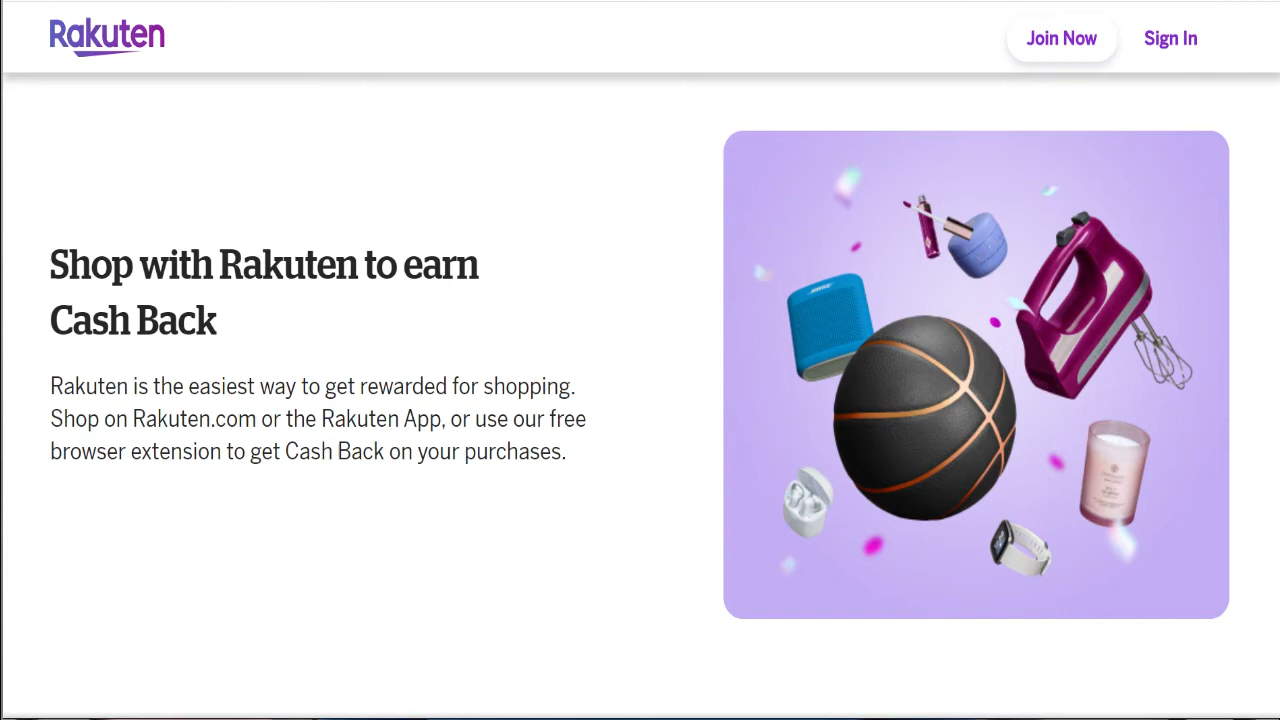 Rakuten
Join Now
Sign In
Shop with Rakuten to earn
Cash Back
Rakuten is the easiest way to get rewarded for shopping.
Shop on Rakuten.com or the Rakuten App, or use our free
browser extension to get Cash Back on your purchases.